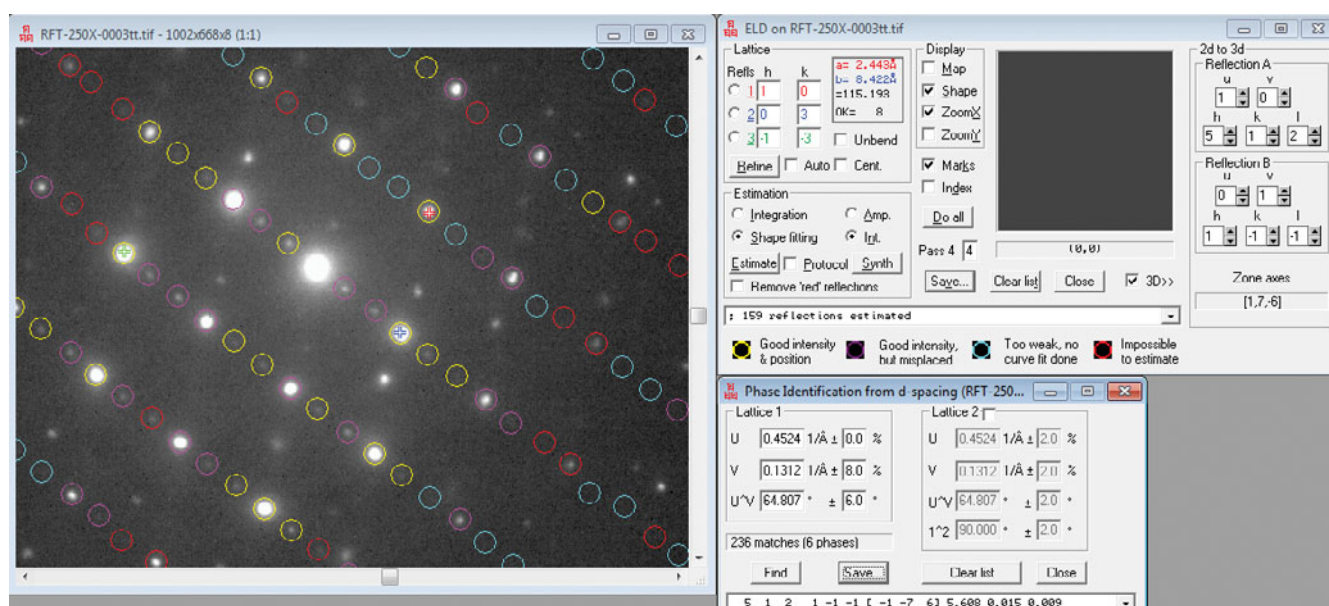 RFT-250X-0003tt.tif - 1002x668x8 (1:1)
ELD on RFT-250X-0003tt.tif
Lattice
Refls h k
1 1 0
2 0 3
3 -1 -3
a= 2.443Å
b= 8.422Å
=115.193
OK= 8
Unbend
Refine Auto Cent.
Display
Map
Shape
ZoomX
ZoomY
Marks
Index
Do all
Pass 4 4
Estimation
Integration Amp.
Shape fitting Int.
Estimate Protocol Synth
Remove 'red' reflections
(0,0)
Save... Clear list Close 3D>>
2d to 3d
Reflection A
u v
1 0
h k l
5 1 2
Reflection B
u v
0 1
h k l
1 -1 -1
Zone axes
[1,7,-6]
; 159 reflections estimated
Good intensity & position
Good intensity, but misplaced
Too weak, no curve fit done
Impossible to estimate
Phase Identification from d-spacing (RFT-250...
Lattice 1
U 0.4524 1/Å ± 0.0 %
V 0.1312 1/Å ± 8.0 %
U^V 64.807 ° ± 6.0 °
Lattice 2
U 0.4524 1/Å ± 2.0 %
V 0.1312 1/Å ± 2.0 %
U^V 64.807 ° ± 2.0 °
1^2 90.000 ° ± 2.0 °
236 matches (6 phases)
Find Save... Clear list Close
5 1 2 1 -1 -1 [ -1 -7 6] 5.608 0.015 0.009